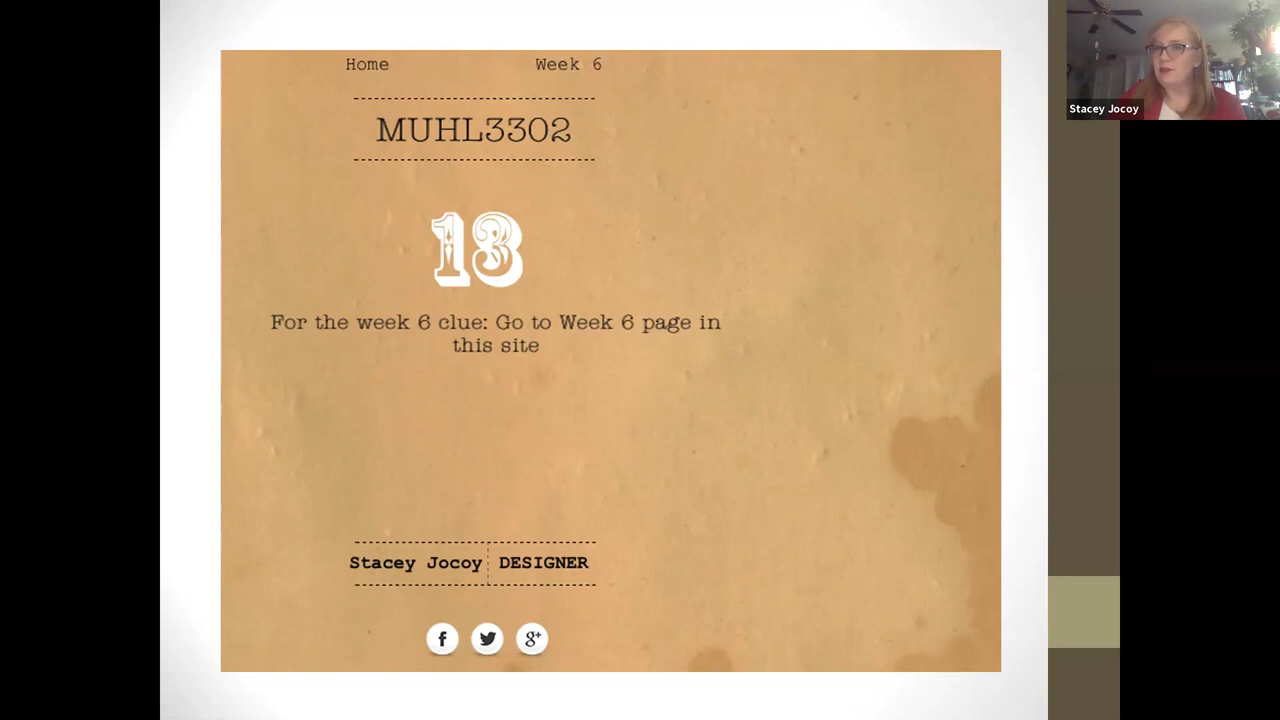 Home Week 6
MUHL3302
13
For the week 6 clue: Go to Week 6 page in
this site
Stacey Jocoy DESIGNER
f g+
Stacey Jocoy